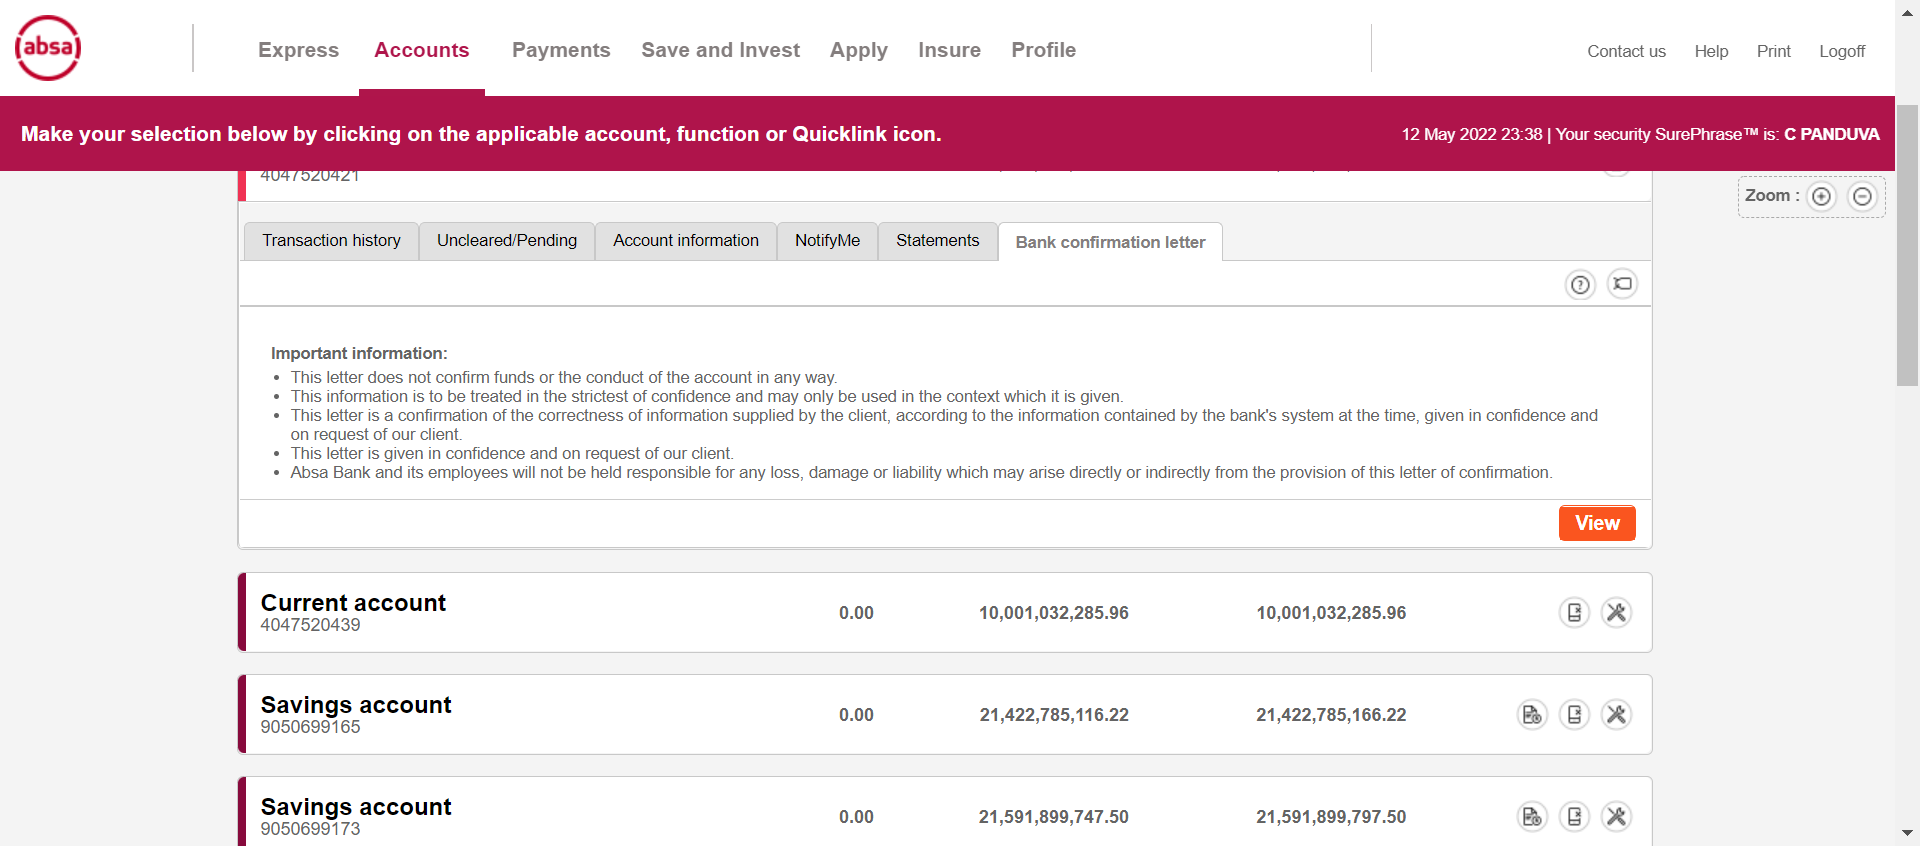 absa
Express Accounts Payments Save and Invest Apply Insure Profile
Contact us Help Print Logoff
Make your selection below by clicking on the applicable account, function or Quicklink icon.
12 May 2022 23:38 | Your security SurePhrase™ is: C PANDUVA
4047520421
Zoom :
Transaction history Uncleared/Pending Account information NotifyMe Statements Bank confirmation letter
Important information:
• This letter does not confirm funds or the conduct of the account in any way.
• This information is to be treated in the strictest of confidence and may only be used in the context which it is given.
• This letter is a confirmation of the correctness of information supplied by the client, according to the information contained by the bank's system at the time, given in confidence and
on request of our client.
• This letter is given in confidence and on request of our client.
• Absa Bank and its employees will not be held responsible for any loss, damage or liability which may arise directly or indirectly from the provision of this letter of confirmation.
View
Current account
4047520439
0.00 10,001,032,285.96 10,001,032,285.96
Savings account
9050699165
0.00 21,422,785,116.22 21,422,785,166.22
Savings account
9050699173
0.00 21,591,899,747.50 21,591,899,797.50